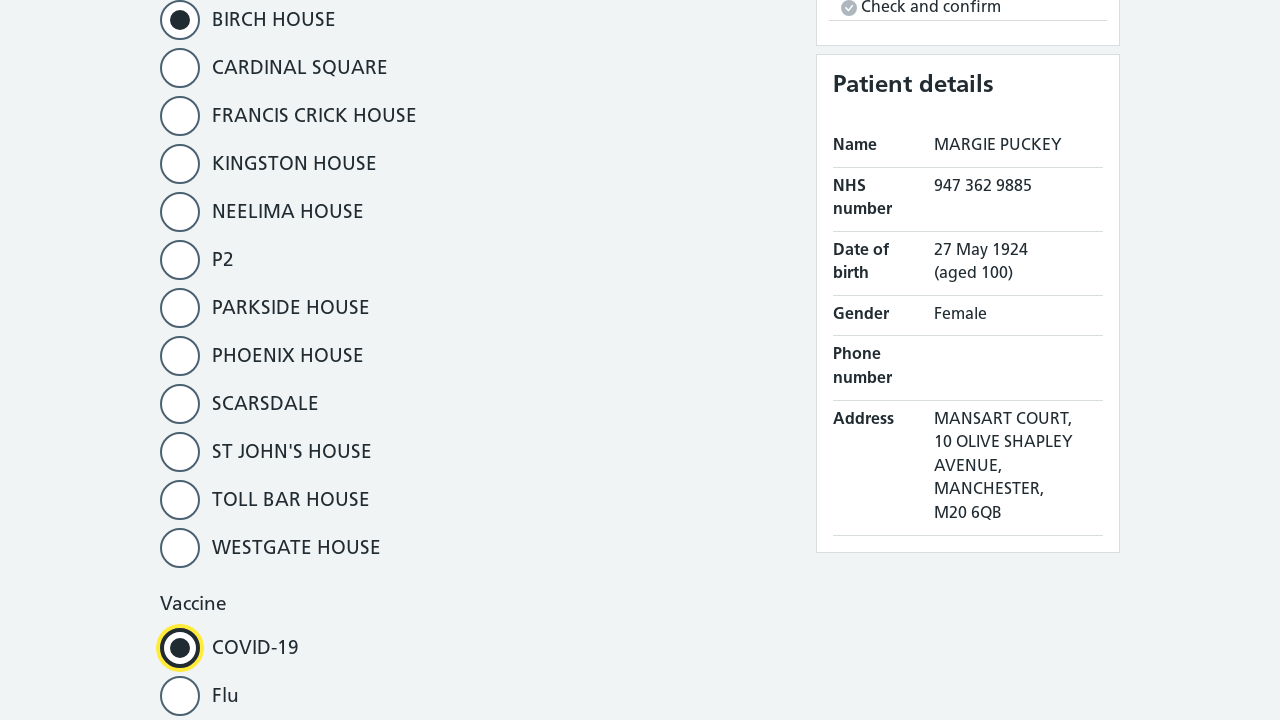 BIRCH HOUSE
CARDINAL SQUARE
FRANCIS CRICK HOUSE
KINGSTON HOUSE
NEELIMA HOUSE
P2
PARKSIDE HOUSE
PHOENIX HOUSE
SCARSDALE
ST JOHN'S HOUSE
TOLL BAR HOUSE
WESTGATE HOUSE
Vaccine
COVID-19
Flu
Check and confirm
Patient details
Name MARGIE PUCKEY
NHS number 947 362 9885
Date of birth 27 May 1924
(aged 100)
Gender Female
Phone number
Address MANSART COURT,
10 OLIVE SHAPLEY
AVENUE,
MANCHESTER,
M20 6QB